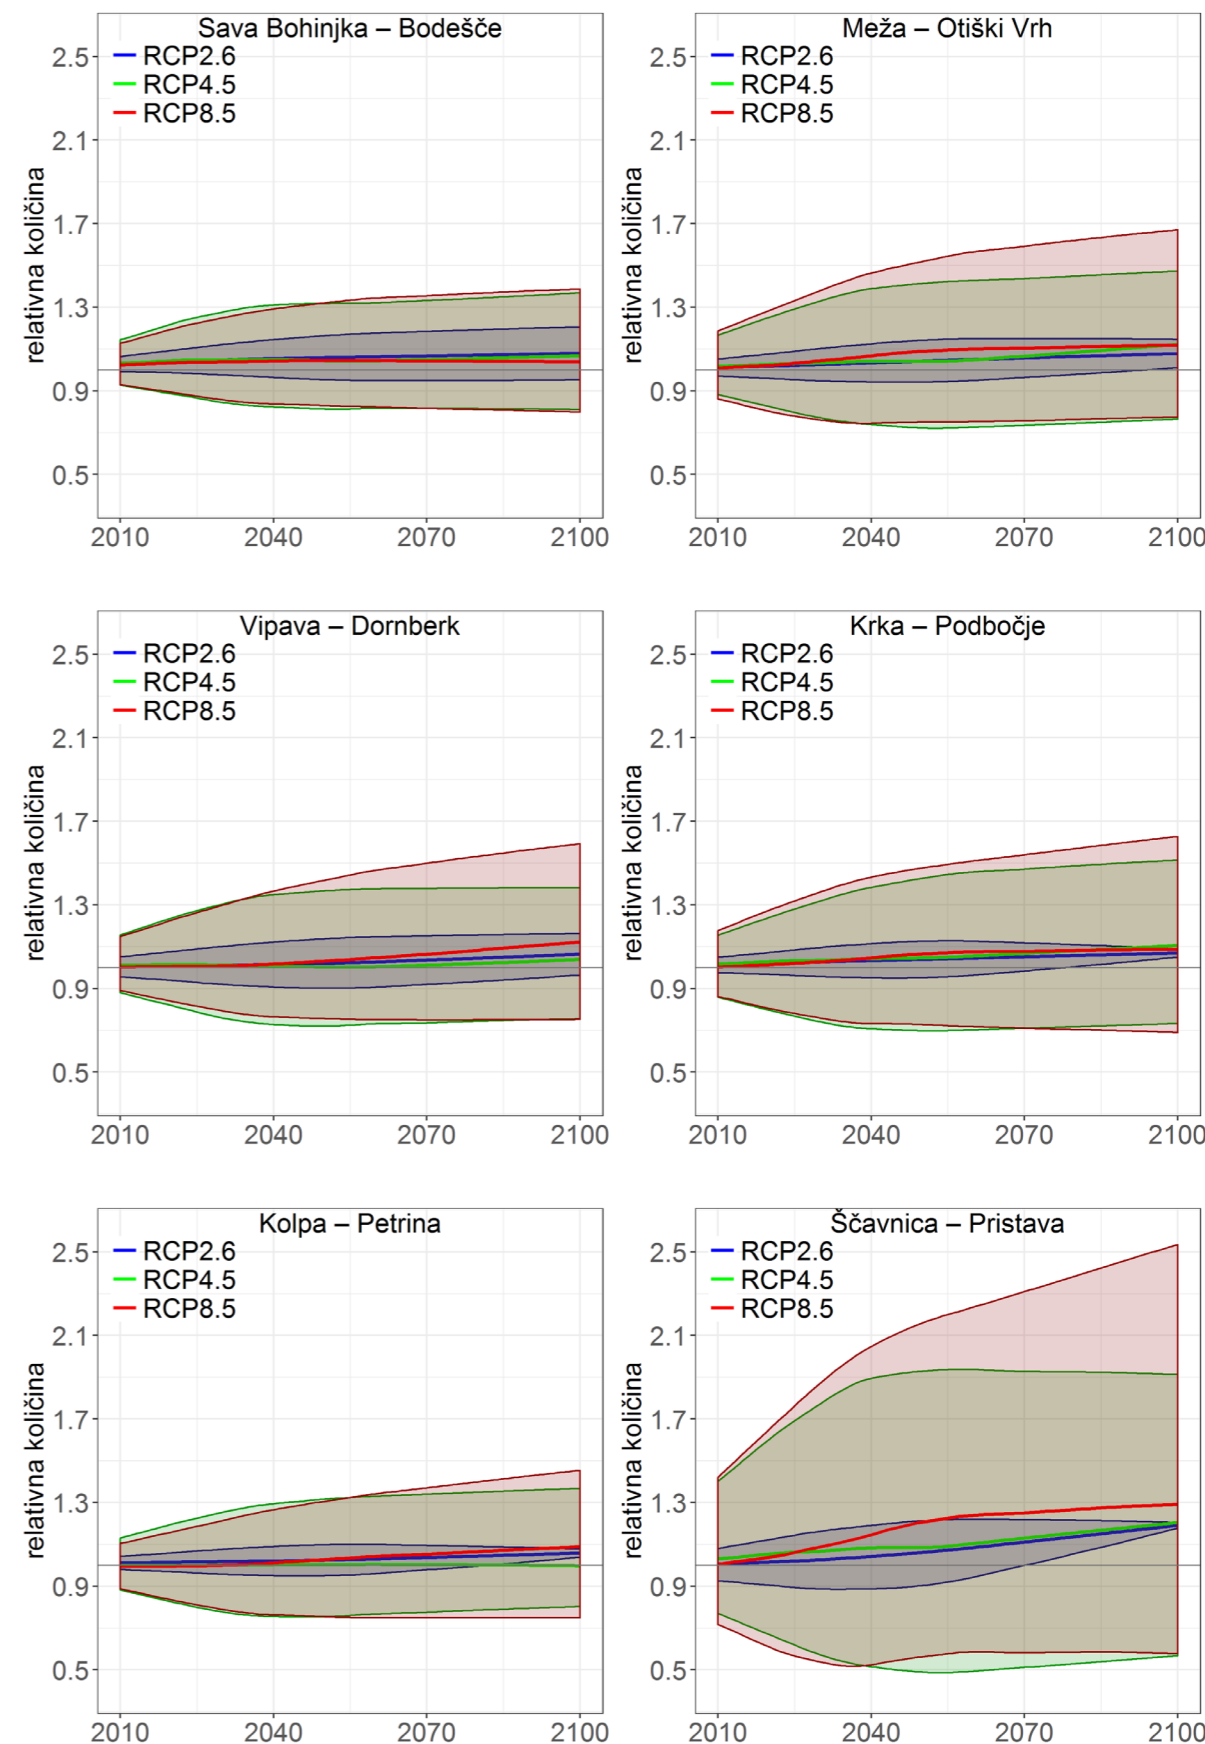 Sava Bohinjka – Bodešče
RCP2.6
RCP4.5
RCP8.5
relativna količina
2.5
2.1
1.7
1.3
0.9
0.5
2010 2040 2070 2100
Meža – Otiški Vrh
RCP2.6
RCP4.5
RCP8.5
relativna količina
2.5
2.1
1.7
1.3
0.9
0.5
2010 2040 2070 2100
Vipava – Dornberk
RCP2.6
RCP4.5
RCP8.5
relativna količina
2.5
2.1
1.7
1.3
0.9
0.5
2010 2040 2070 2100
Krka – Podbočje
RCP2.6
RCP4.5
RCP8.5
relativna količina
2.5
2.1
1.7
1.3
0.9
0.5
2010 2040 2070 2100
Kolpa – Petrina
RCP2.6
RCP4.5
RCP8.5
relativna količina
2.5
2.1
1.7
1.3
0.9
0.5
2010 2040 2070 2100
Ščavnica – Pristava
RCP2.6
RCP4.5
RCP8.5
relativna količina
2.5
2.1
1.7
1.3
0.9
0.5
2010 2040 2070 2100